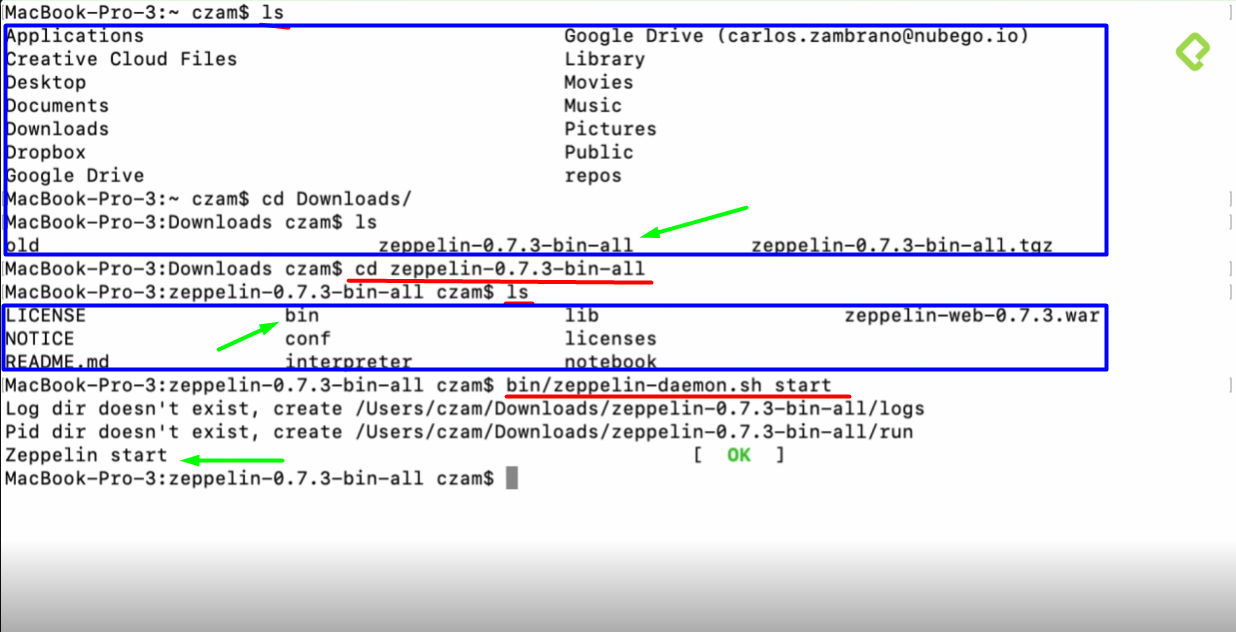 MacBook-Pro-3:~ czam$ ls
Applications Google Drive (carlos.zambrano@nubego.io)
Creative Cloud Files Library
Desktop Movies
Documents Music
Downloads Pictures
Dropbox Public
Google Drive repos
MacBook-Pro-3:~ czam$ cd Downloads/
MacBook-Pro-3:Downloads czam$ ls
old zeppelin-0.7.3-bin-all zeppelin-0.7.3-bin-all.tgz
MacBook-Pro-3:Downloads czam$ cd zeppelin-0.7.3-bin-all
MacBook-Pro-3:zeppelin-0.7.3-bin-all czam$ ls
LICENSE bin lib zeppelin-web-0.7.3.war
NOTICE conf licenses
README.md interpreter notebook
MacBook-Pro-3:zeppelin-0.7.3-bin-all czam$ bin/zeppelin-daemon.sh start
Log dir doesn't exist, create /Users/czam/Downloads/zeppelin-0.7.3-bin-all/logs
Pid dir doesn't exist, create /Users/czam/Downloads/zeppelin-0.7.3-bin-all/run
Zeppelin start [ OK ]
MacBook-Pro-3:zeppelin-0.7.3-bin-all czam$